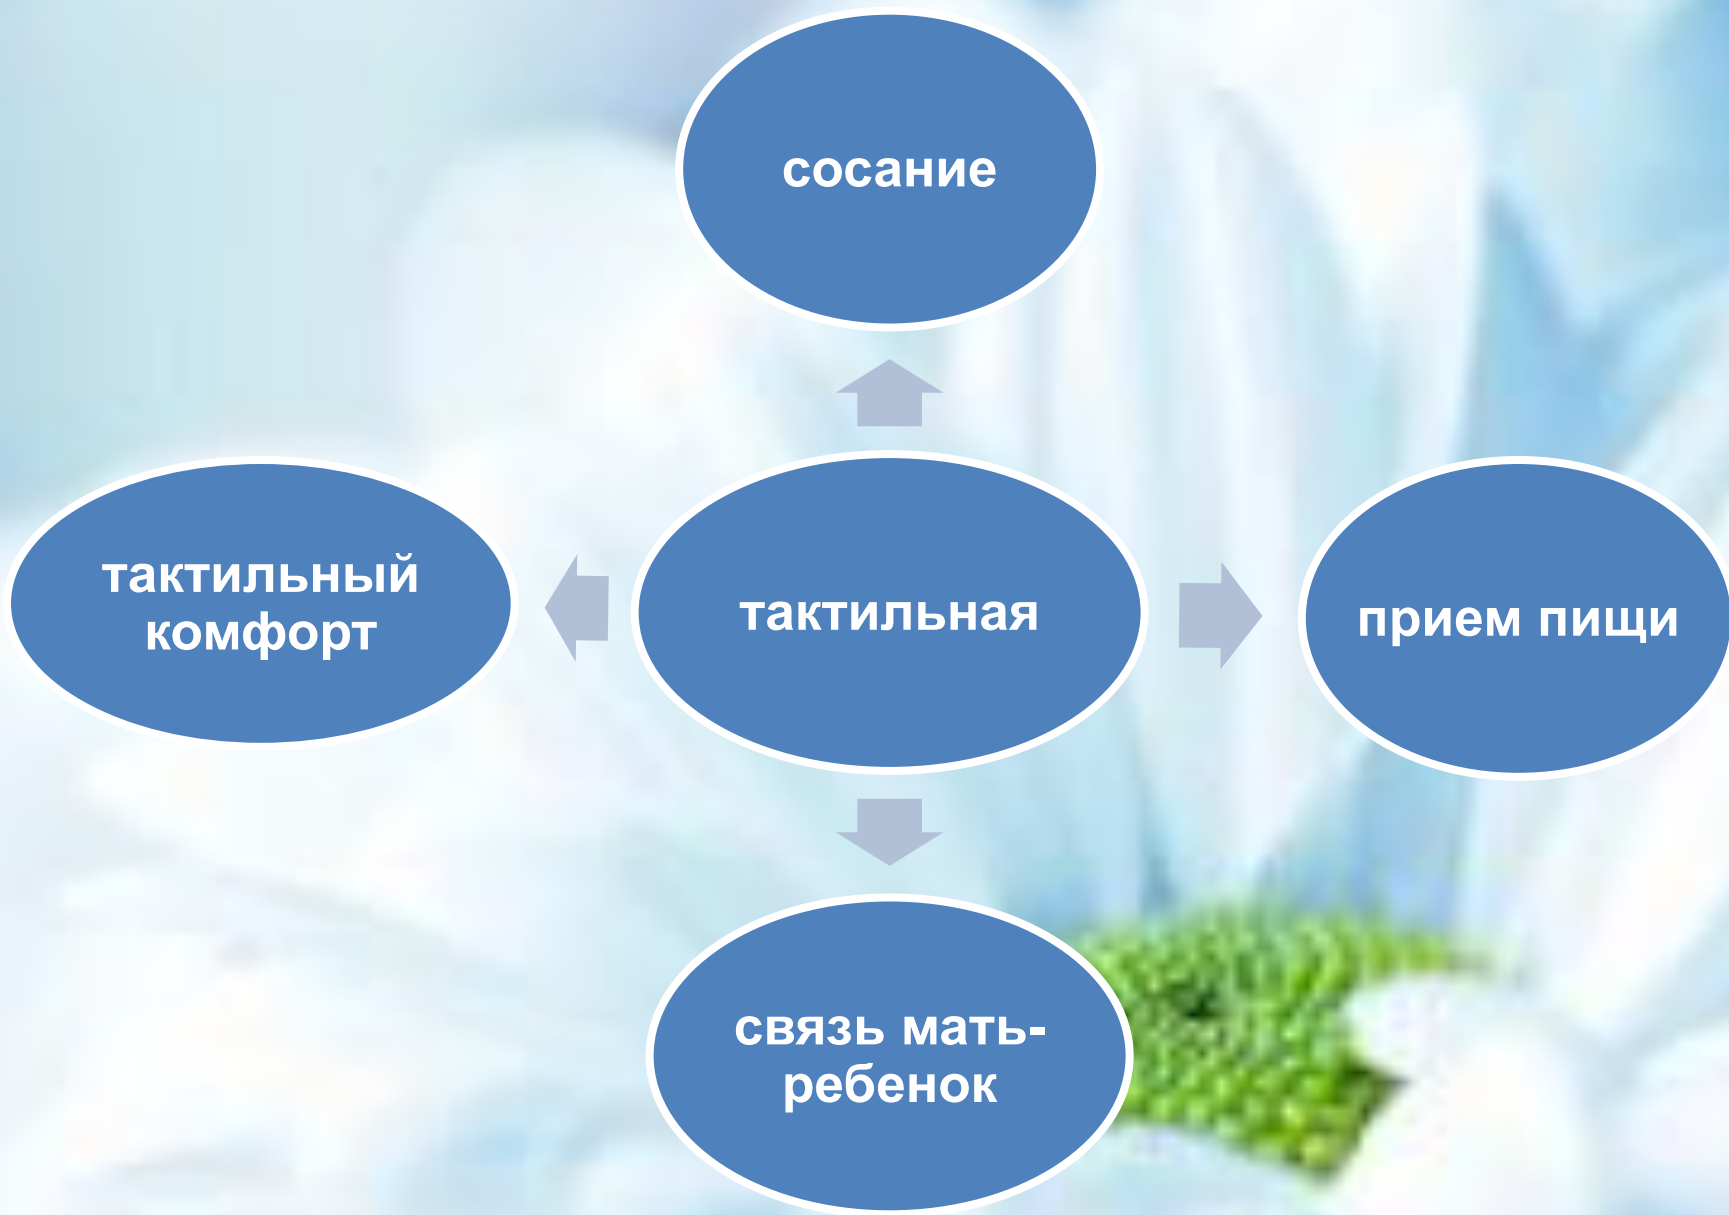 сосание
тактильный
комфорт
тактильная
прием пищи
связь мать-
ребенок